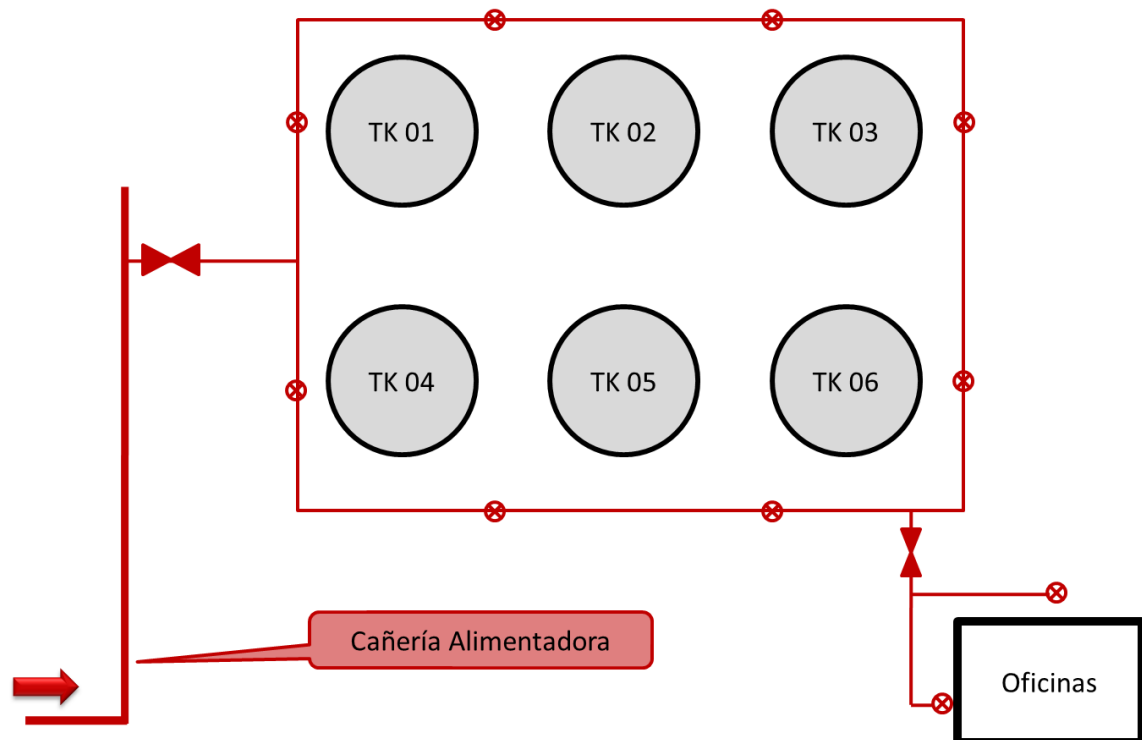 TK 01
TK 02
TK 03
TK 04
TK 05
TK 06
Cañería Alimentadora
Oficinas